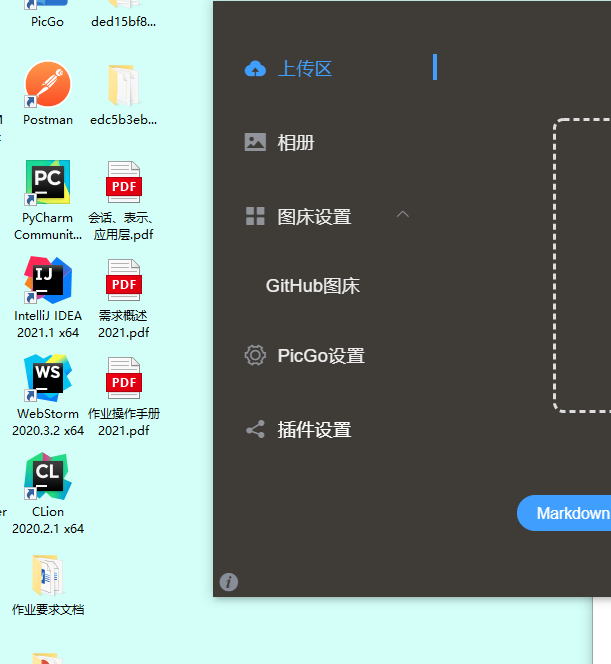 PicGo
ded15bf8...
Postman
edc5b3eb...
PC
PyCharm
Communit...
PDF
会话、表示、
应用层.pdf
IJ
IntelliJ IDEA
2021.1 x64
PDF
需求概述
2021.pdf
WS
WebStorm
2020.3.2 x64
PDF
作业操作手册
2021.pdf
CL
CLion
2020.2.1 x64
作业要求文档
上传区
相册
图床设置
GitHub图床
PicGo设置
插件设置
Markdown